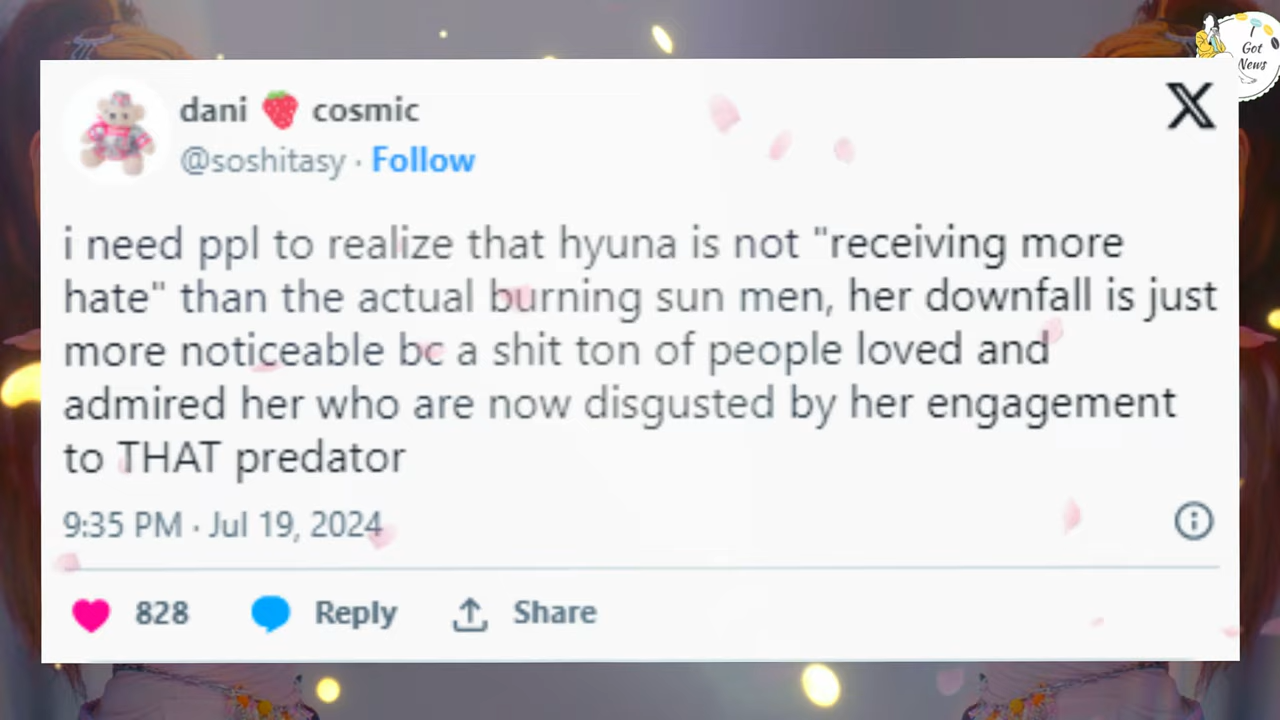 I
Got
News
dani 🍓 cosmic
@soshitasy · Follow
i need ppl to realize that hyuna is not "receiving more
hate" than the actual burning sun men, her downfall is just
more noticeable bc a shit ton of people loved and
admired her who are now disgusted by her engagement
to THAT predator
9:35 PM · Jul 19, 2024
828 Reply Share